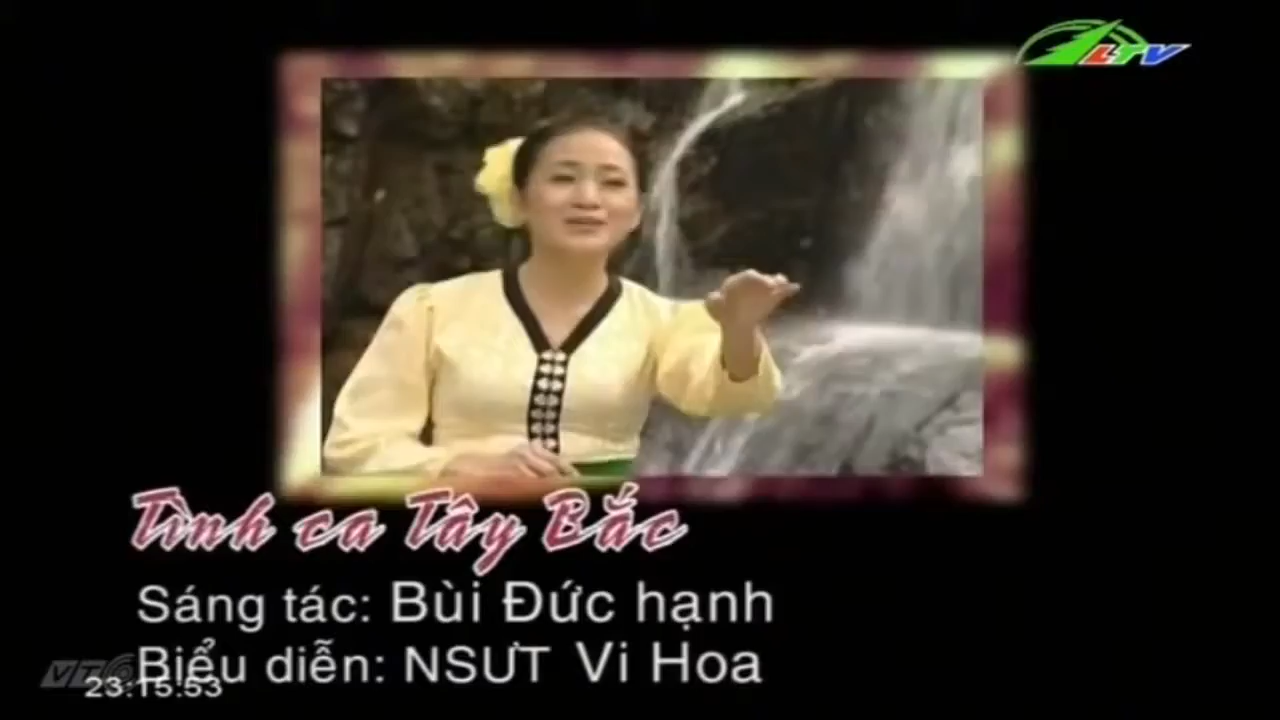 LTV
Tình ca Tây Bắc
Sáng tác: Bùi Đức hạnh
Biểu diễn: NSƯT Vi Hoa
VTC
23:15:53